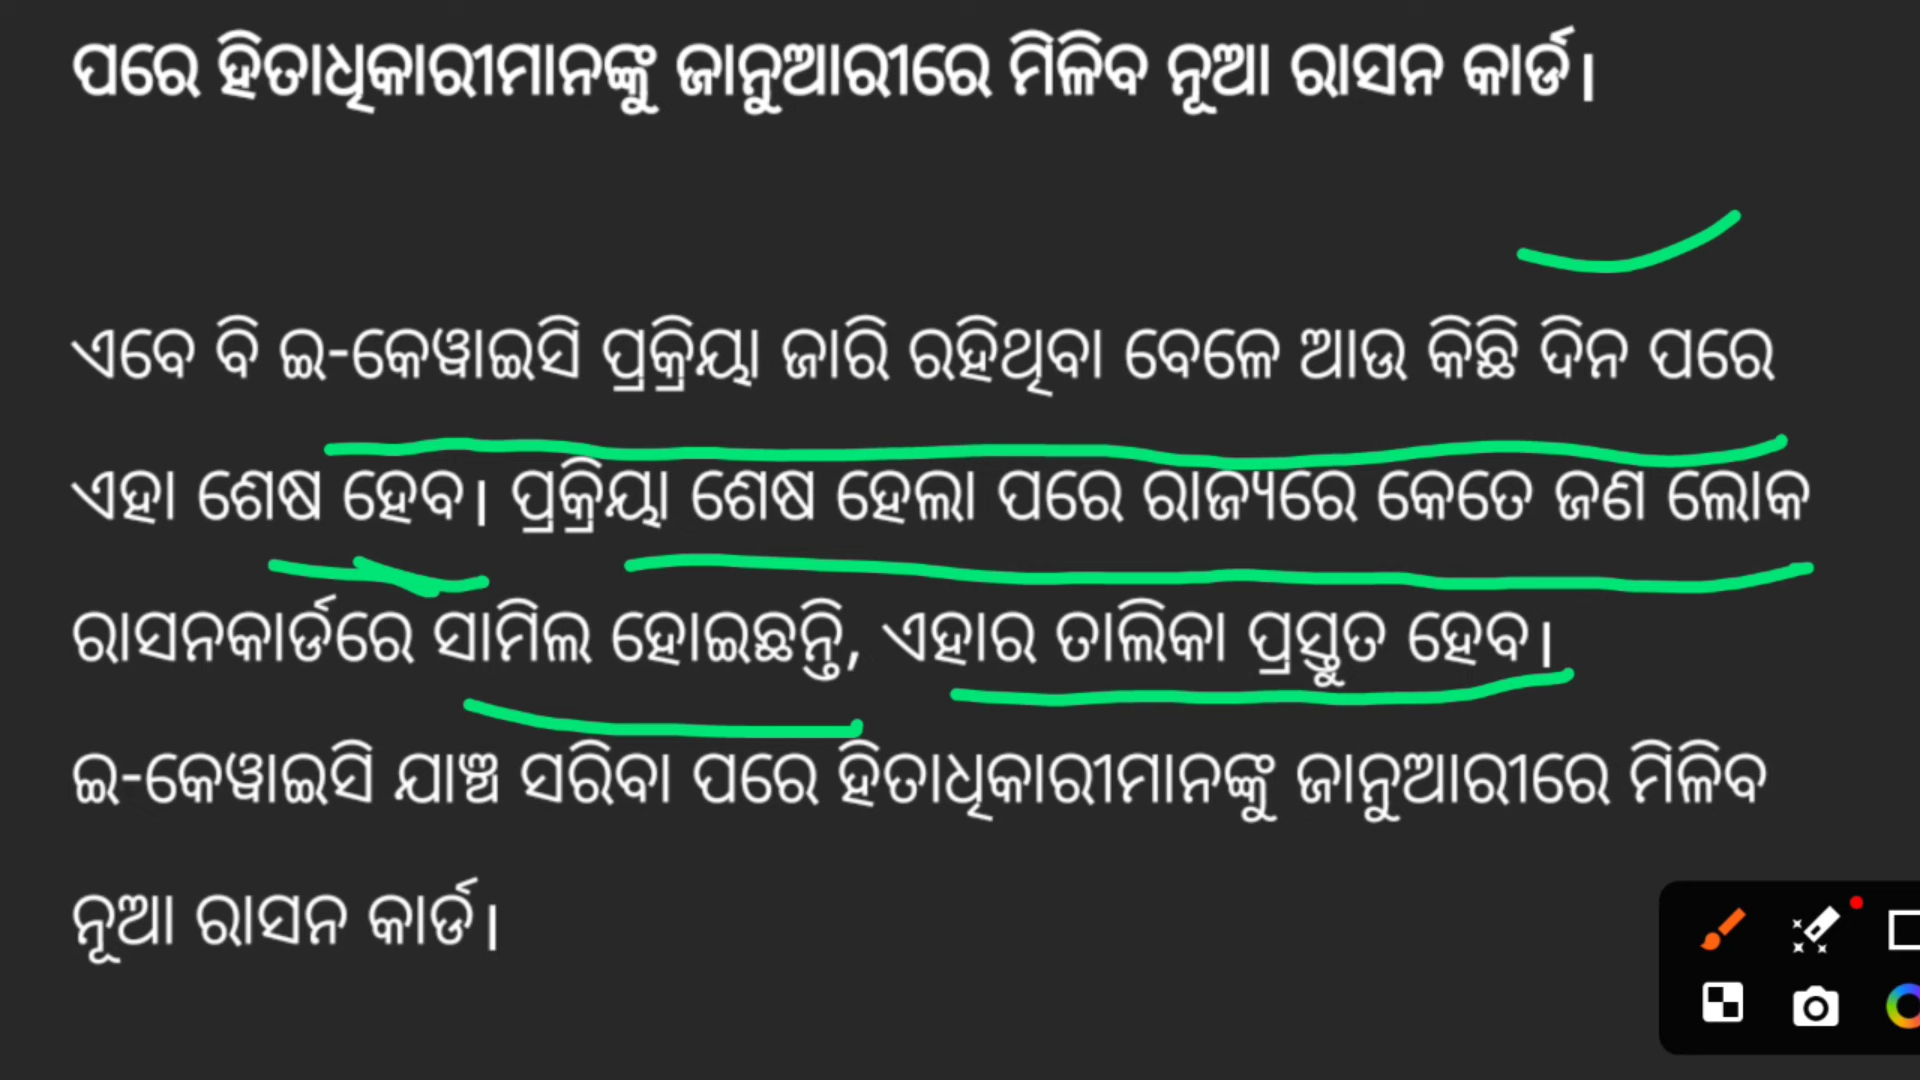 ପରେ ହିତାଧିକାରୀମାନଙ୍କୁ ଜାନୁଆରୀରେ ମିଳିବ ନୂଆ ରାସନ କାର୍ଡ।
ଏବେ ବି ଇ-କେୱାଇସି ପ୍ରକ୍ରିୟା ଜାରି ରହିଥିବା ବେଳେ ଆଉ କିଛି ଦିନ ପରେ
ଏହା ଶେଷ ହେବ। ପ୍ରକ୍ରିୟା ଶେଷ ହେଲା ପରେ ରାଜ୍ୟରେ କେତେ ଜଣ ଲୋକ
ରାସନକାର୍ଡରେ ସାମିଲ ହୋଇଛନ୍ତି, ଏହାର ତାଲିକା ପ୍ରସ୍ତୁତ ହେବ।
ଇ-କେୱାଇସି ଯାଞ୍ଚ ସରିବା ପରେ ହିତାଧିକାରୀମାନଙ୍କୁ ଜାନୁଆରୀରେ ମିଳିବ
ନୂଆ ରାସନ କାର୍ଡ।